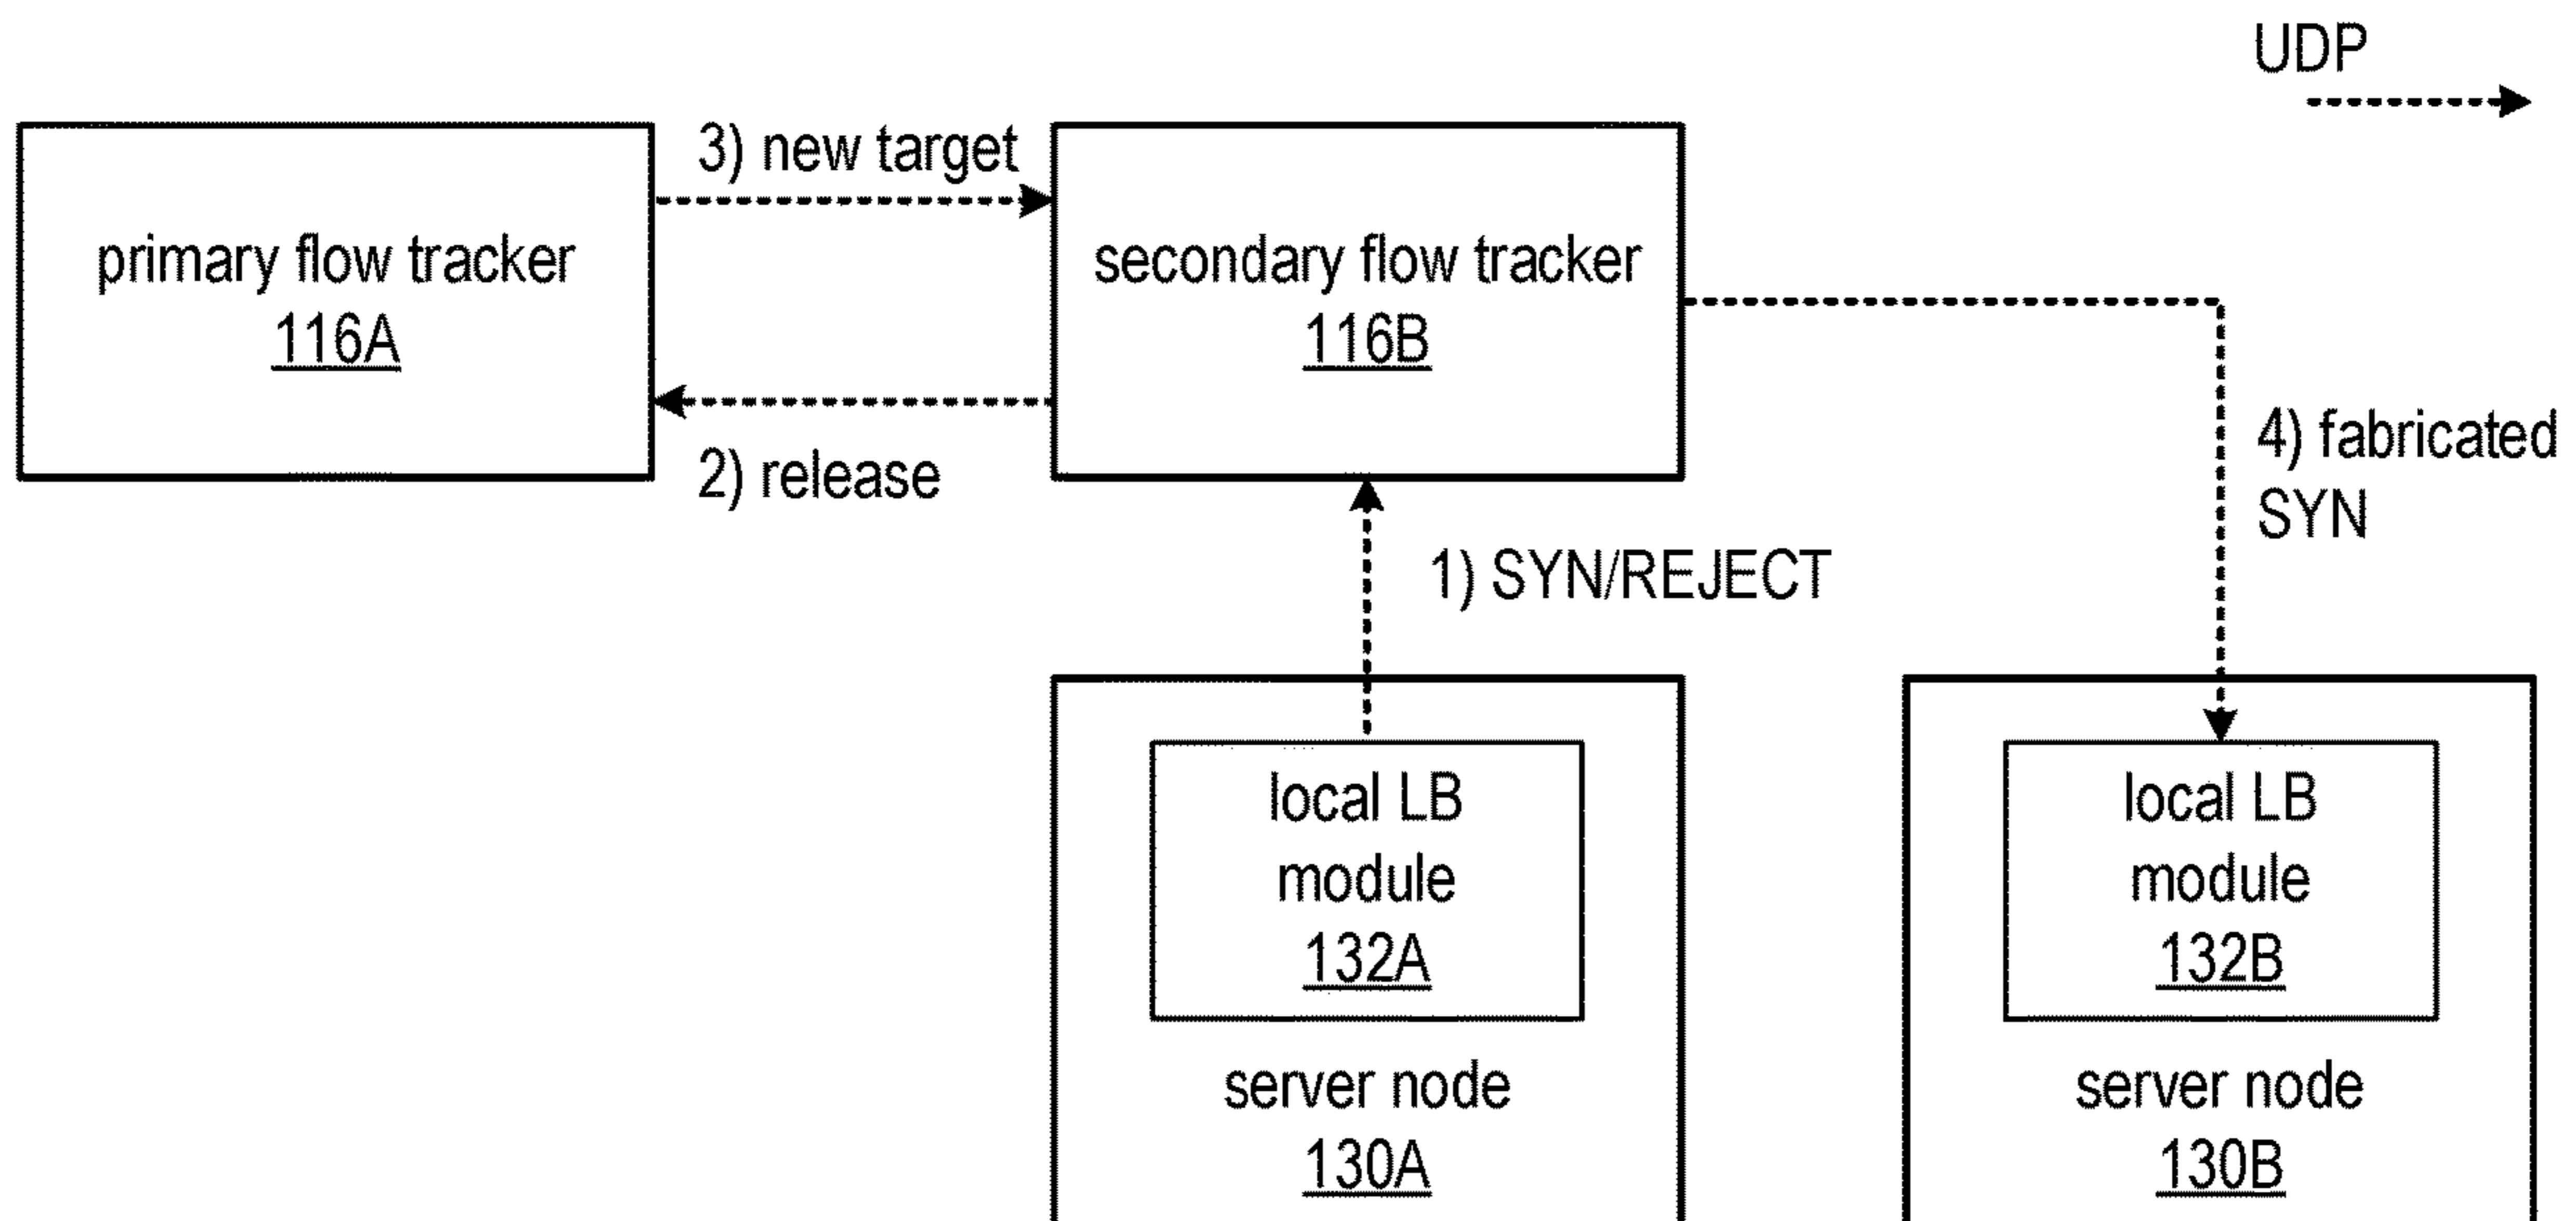 UDP
3) new target
primary flow tracker
116A
secondary flow tracker
116B
2) release
4) fabricated
SYN
1) SYN/REJECT
local LB
module
132A
server node
130A
local LB
module
132B
server node
130B